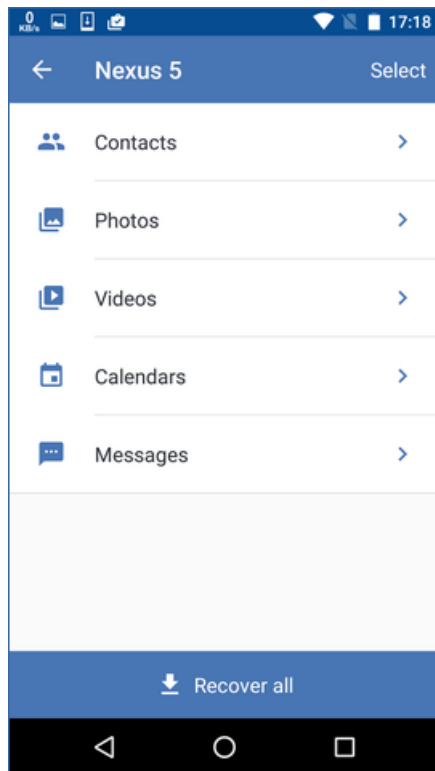 0
KB/s
17:18
Nexus 5
Select
Contacts
Photos
Videos
Calendars
Messages
Recover all